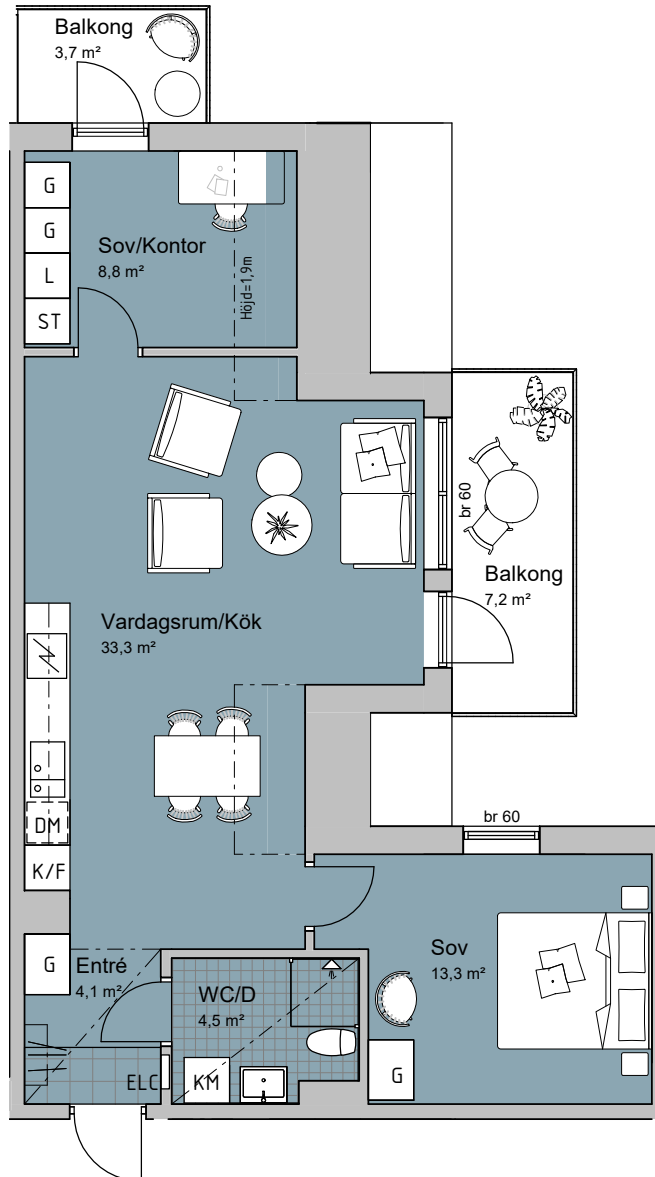 Balkong
3,7 m²
G
G
L
ST
Sov/Kontor
8,8 m²
Höjd=1,9m
br 60
Balkong
7,2 m²
Vardagsrum/Kök
33,3 m²
DM
K/F
br 60
G
Entré
4,1 m²
WC/D
4,5 m²
Sov
13,3 m²
ELC
KM
G